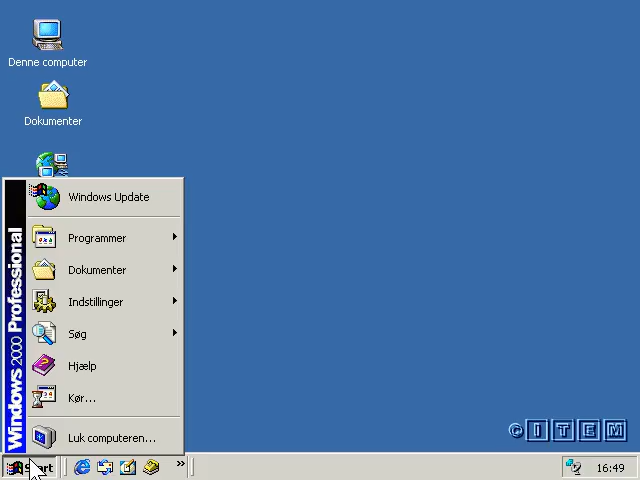 Denne computer
Dokumenter
Windows Update
Programmer
Dokumenter
Indstillinger
Søg
Hjælp
Kør...
Luk computeren...
Windows 2000 Professional
© ITEM
Start
»
16:49